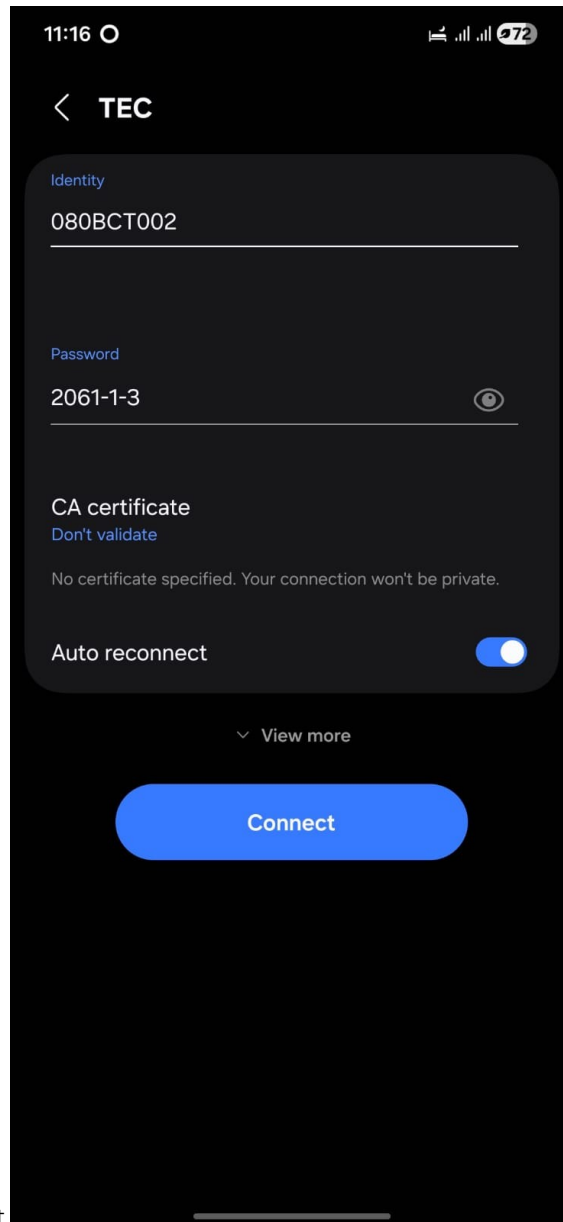 11:16
72
TEC
Identity
080BCT002
Password
2061-1-3
CA certificate
Don't validate
No certificate specified. Your connection won't be private.
Auto reconnect
View more
Connect